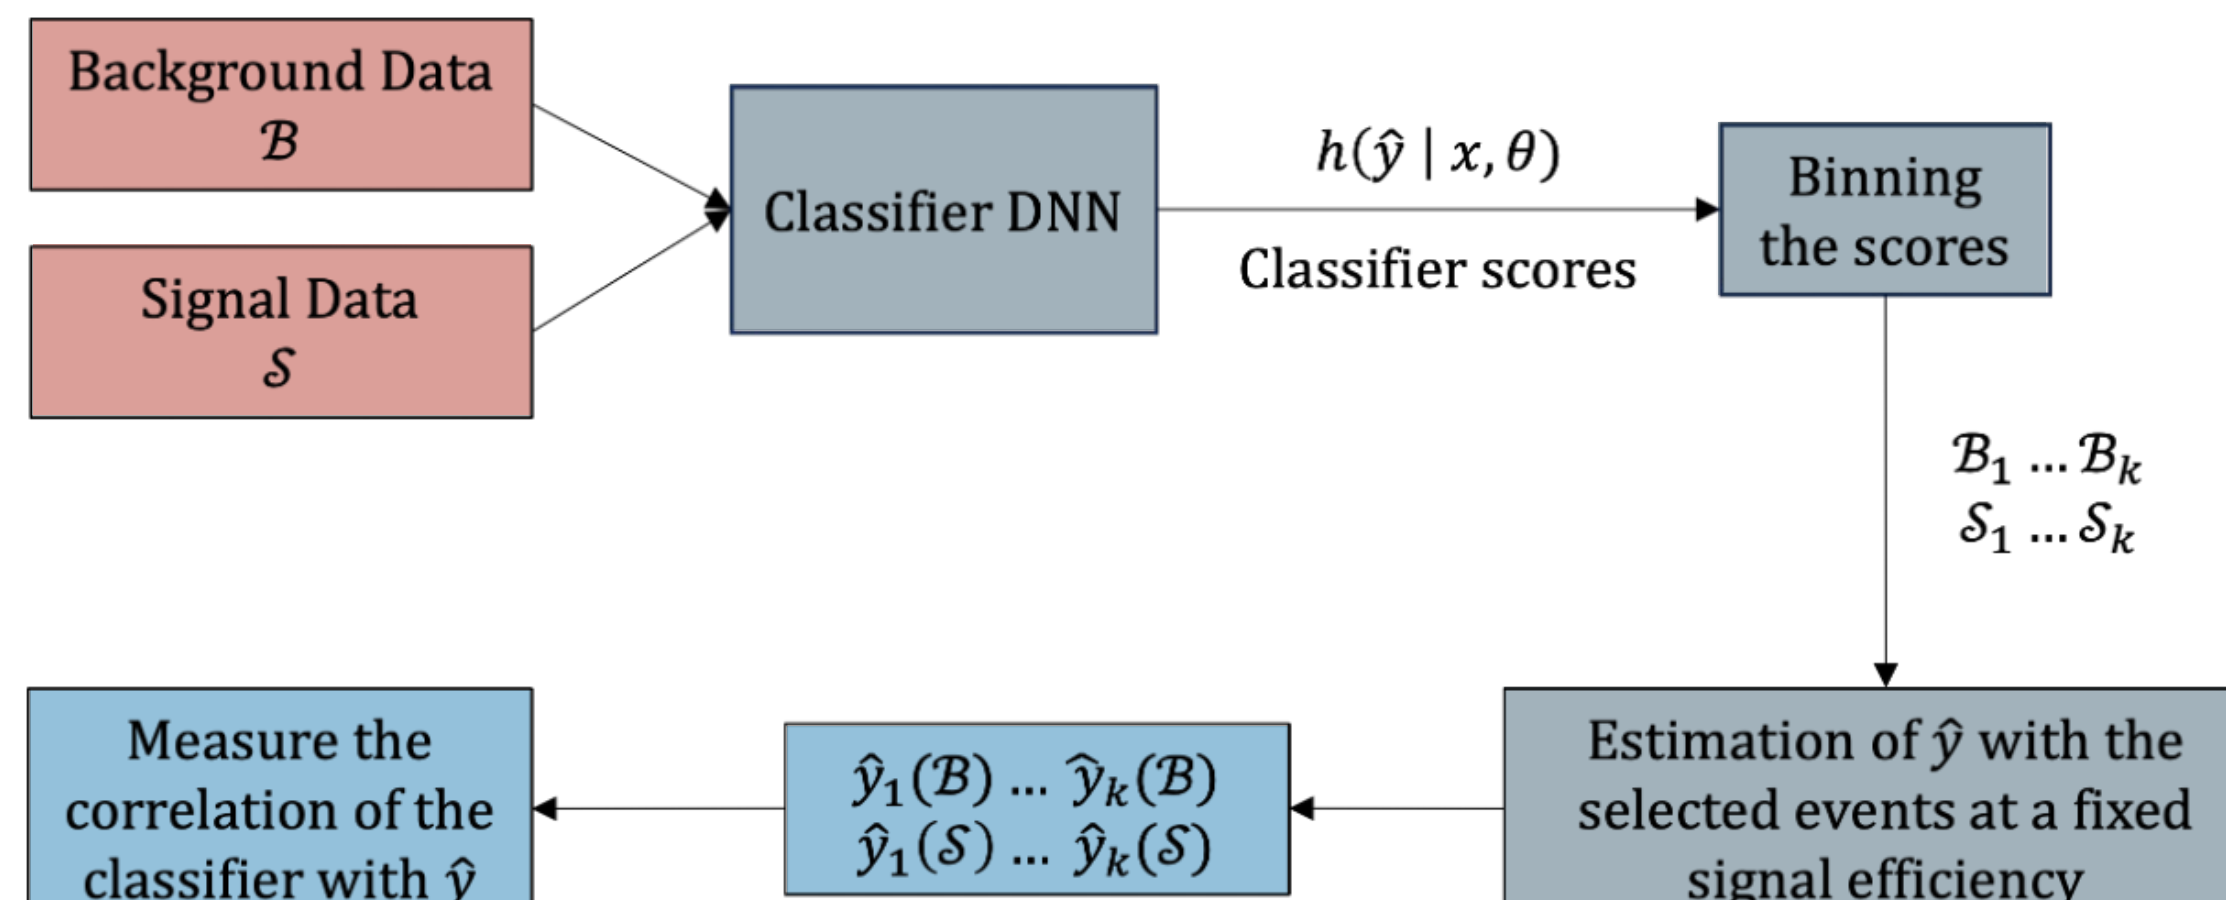 Background Data
ℬ
Signal Data
𝒮
Classifier DNN
h(ŷ | x, θ)
Classifier scores
Binning
the scores
ℬ₁ … ℬₖ
𝒮₁ … 𝒮ₖ
Estimation of ŷ with the
selected events at a fixed
signal efficiency
ŷ₁(ℬ) … ŷₖ(ℬ)
ŷ₁(𝒮) … ŷₖ(𝒮)
Measure the
correlation of the
classifier with ŷ